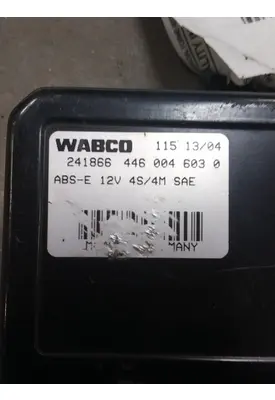 WABCO 115 13/04
241866 446 004 603 0
ABS-E 12V 4S/4M SAE
MANY